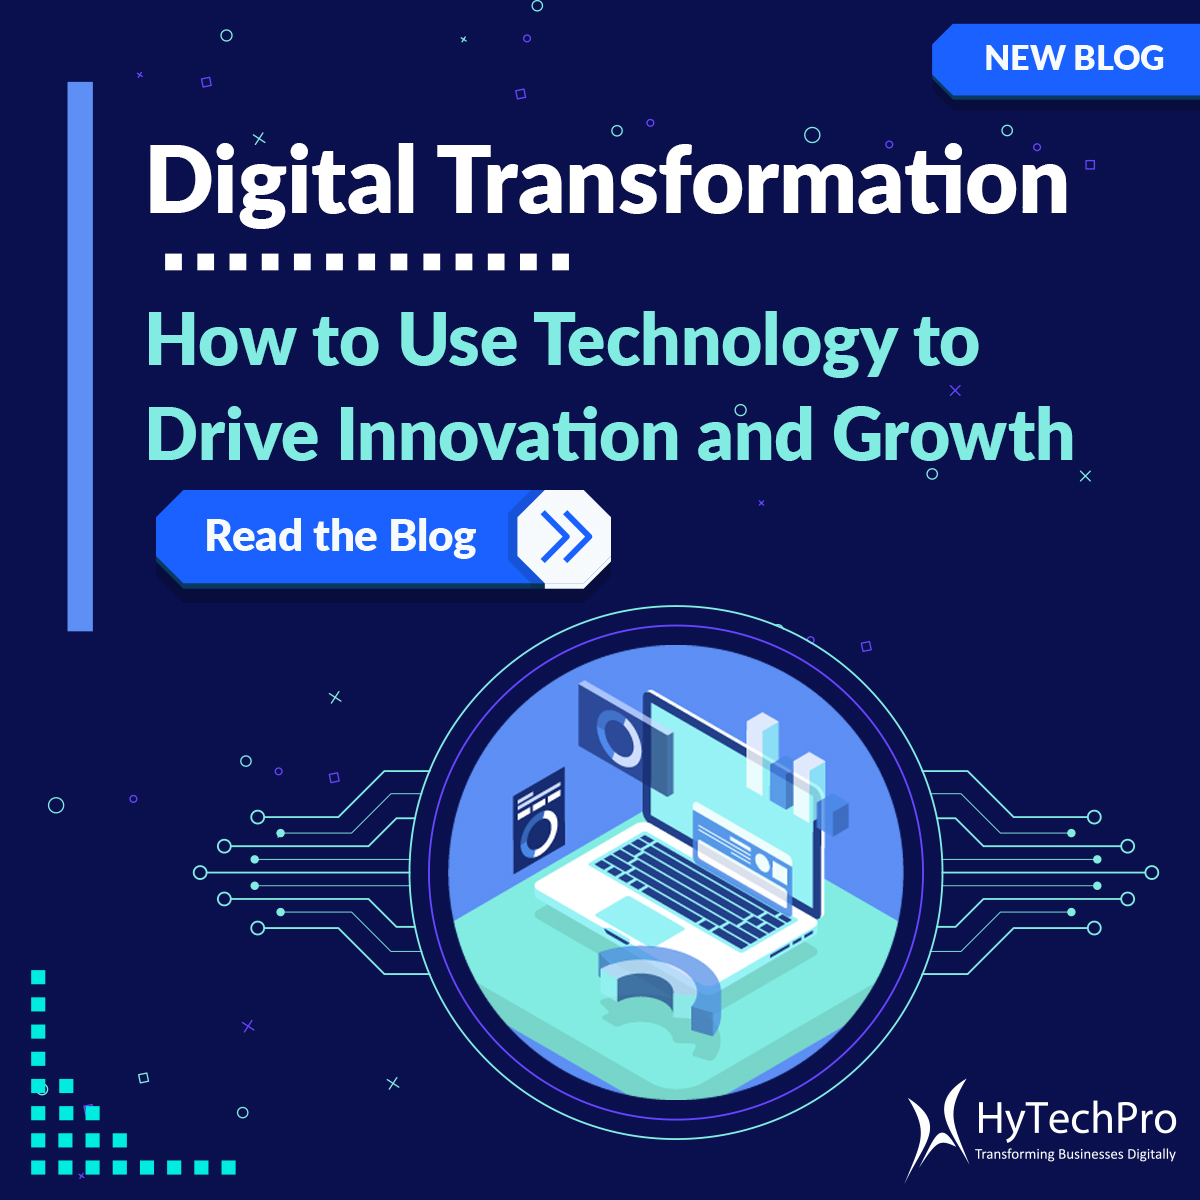 NEW BLOG
Digital Transformation
How to Use Technology to
Drive Innovation and Growth
Read the Blog
HyTechPro
Transforming Businesses Digitally